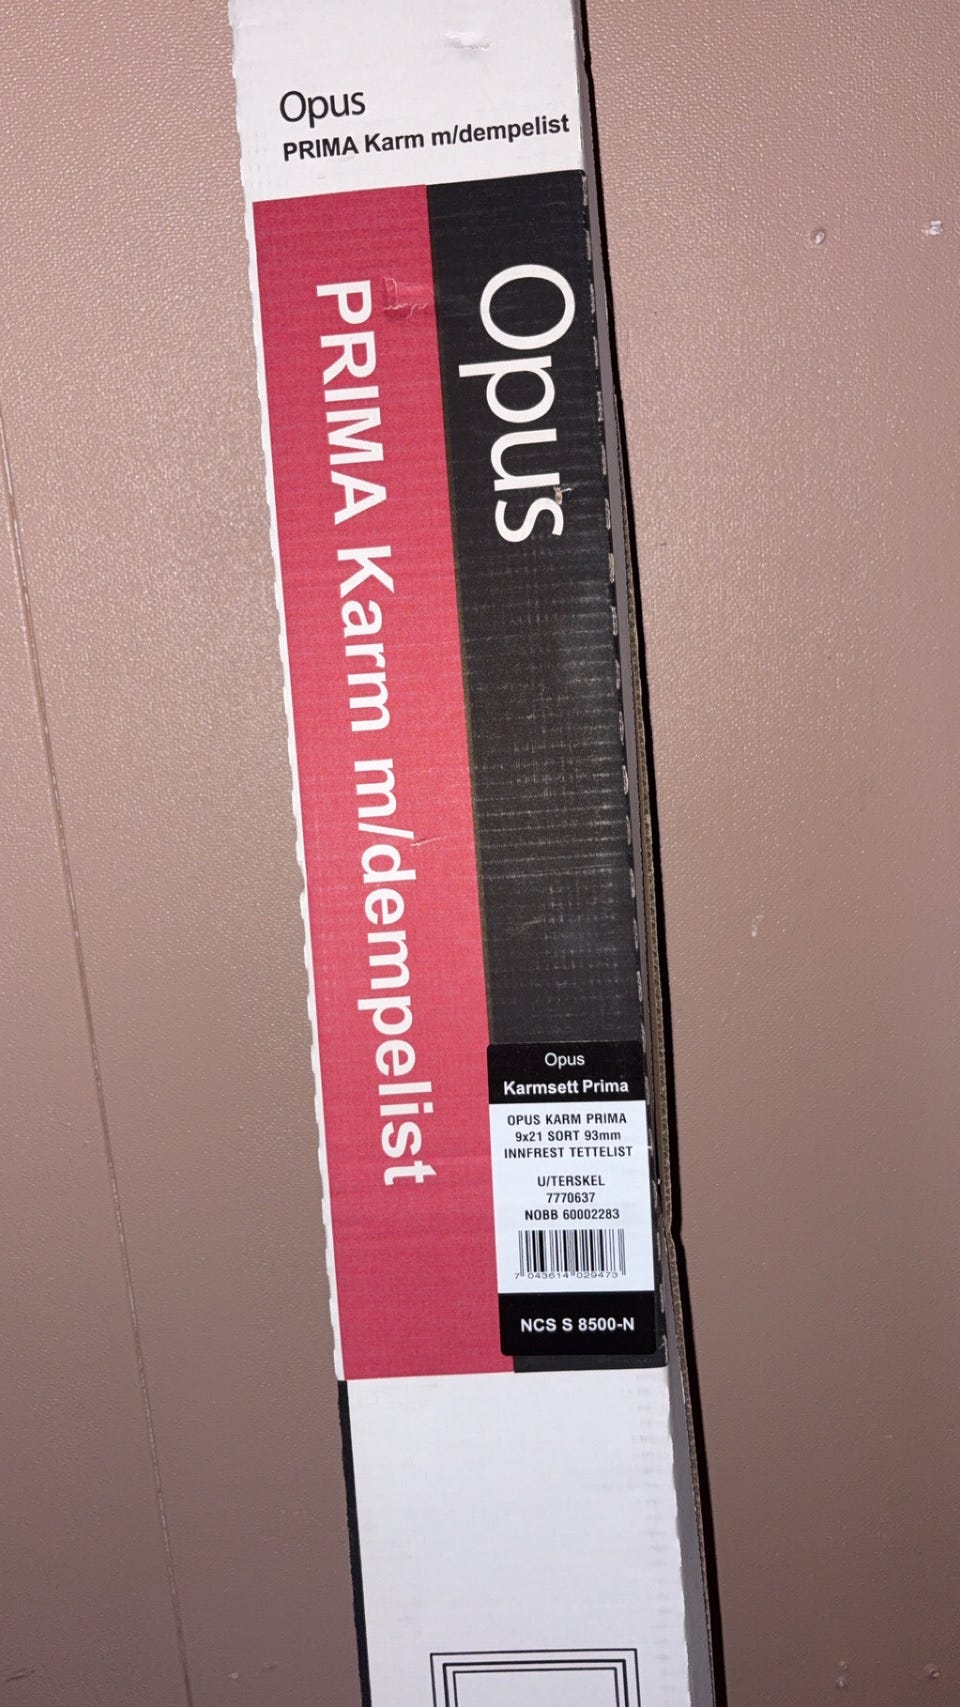 Opus
PRIMA Karm m/dempelist
Opus
PRIMA Karm m/dempelist
Opus
Karmsett Prima
OPUS KARM PRIMA
9x21 SORT 93mm
INNFREST TETTELIST
U/TERSKEL
7770637
NOBB 60002283
7 043614 029473
NCS S 8500-N